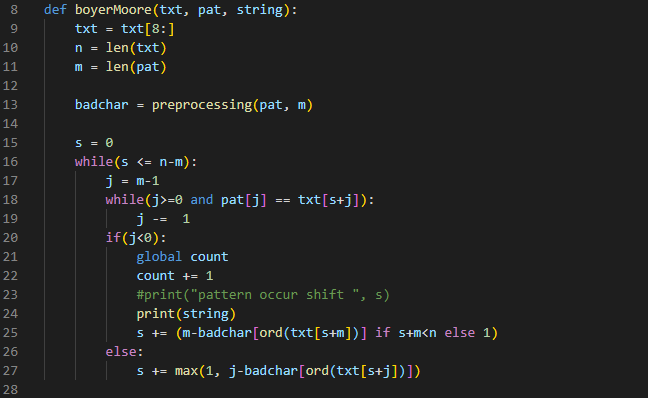 8 def boyerMoore(txt, pat, string):
9     txt = txt[8:]
10     n = len(txt)
11     m = len(pat)
12
13     badchar = preprocessing(pat, m)
14
15     s = 0
16     while(s <= n-m):
17         j = m-1
18         while(j>=0 and pat[j] == txt[s+j]):
19             j -=  1
20         if(j<0):
21             global count
22             count += 1
23             #print("pattern occur shift ", s)
24             print(string)
25             s += (m-badchar[ord(txt[s+m])] if s+m<n else 1)
26         else:
27             s += max(1, j-badchar[ord(txt[s+j])])
28